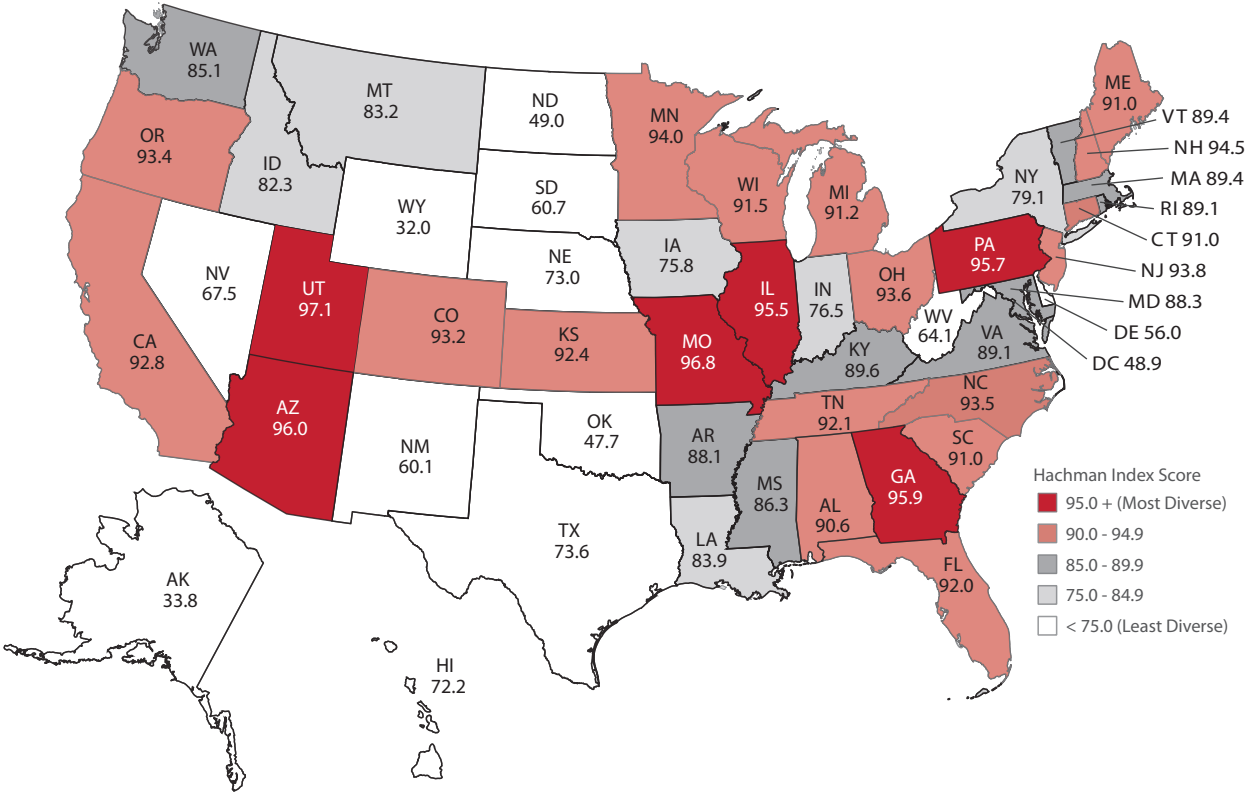 WA
85.1
MT
83.2
ND
49.0
MN
94.0
ME
91.0
VT 89.4
NH 94.5
MA 89.4
RI 89.1
CT 91.0
NJ 93.8
MD 88.3
DE 56.0
DC 48.9
OR
93.4
ID
82.3
WY
32.0
SD
60.7
WI
91.5
MI
91.2
NY
79.1
NV
67.5
UT
97.1
CO
93.2
NE
73.0
IA
75.8
IL
95.5
IN
76.5
OH
93.6
PA
95.7
WV
64.1
VA
89.1
CA
92.8
KS
92.4
MO
96.8
KY
89.6
AZ
96.0
NM
60.1
OK
47.7
AR
88.1
TN
92.1
NC
93.5
SC
91.0
MS
86.3
AL
90.6
GA
95.9
TX
73.6
LA
83.9
FL
92.0
AK
33.8
HI
72.2
Hachman Index Score
95.0 + (Most Diverse)
90.0 - 94.9
85.0 - 89.9
75.0 - 84.9
< 75.0 (Least Diverse)